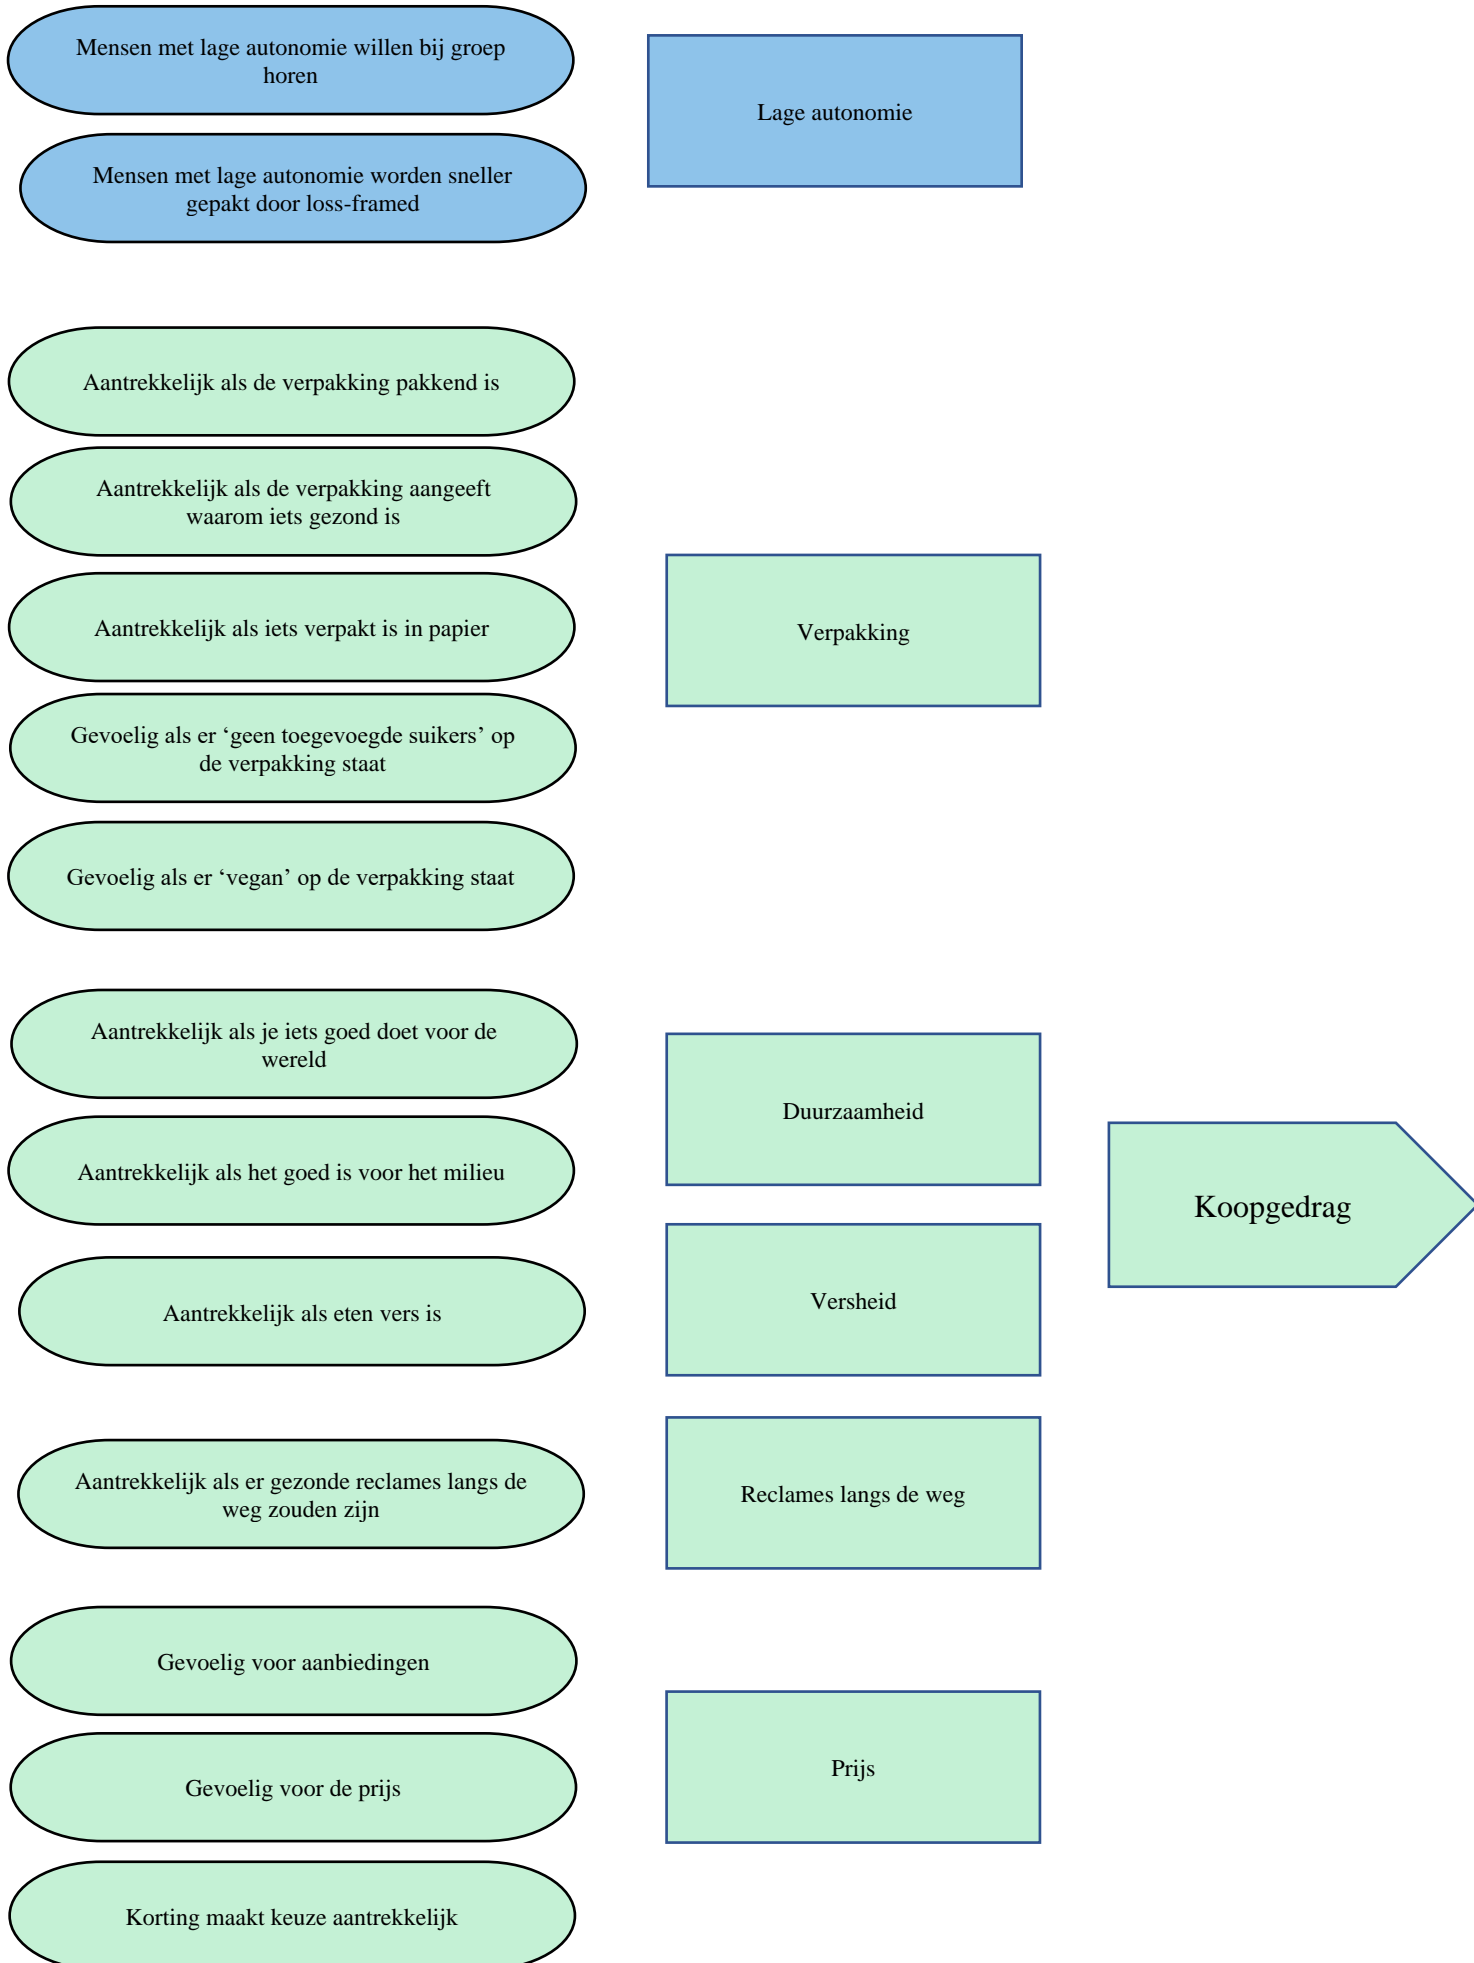 Mensen met lage autonomie willen bij groep
horen
Lage autonomie
Mensen met lage autonomie worden sneller
gepakt door loss-framed
Aantrekkelijk als de verpakking pakkend is
Aantrekkelijk als de verpakking aangeeft
waarom iets gezond is
Aantrekkelijk als iets verpakt is in papier
Verpakking
Gevoelig als er ‘geen toegevoegde suikers’ op
de verpakking staat
Gevoelig als er ‘vegan’ op de verpakking staat
Aantrekkelijk als je iets goed doet voor de
wereld
Duurzaamheid
Aantrekkelijk als het goed is voor het milieu
Koopgedrag
Versheid
Aantrekkelijk als eten vers is
Aantrekkelijk als er gezonde reclames langs de
weg zouden zijn
Reclames langs de weg
Gevoelig voor aanbiedingen
Prijs
Gevoelig voor de prijs
Korting maakt keuze aantrekkelijk